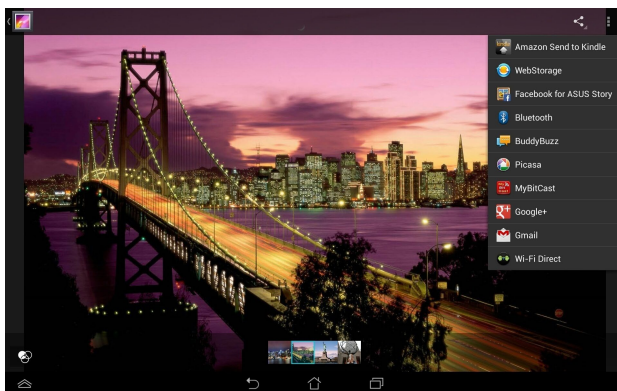 Amazon Send to Kindle
WebStorage
Facebook for ASUS Story
Bluetooth
BuddyBuzz
Picasa
MyBitCast
Google+
Gmail
Wi-Fi Direct